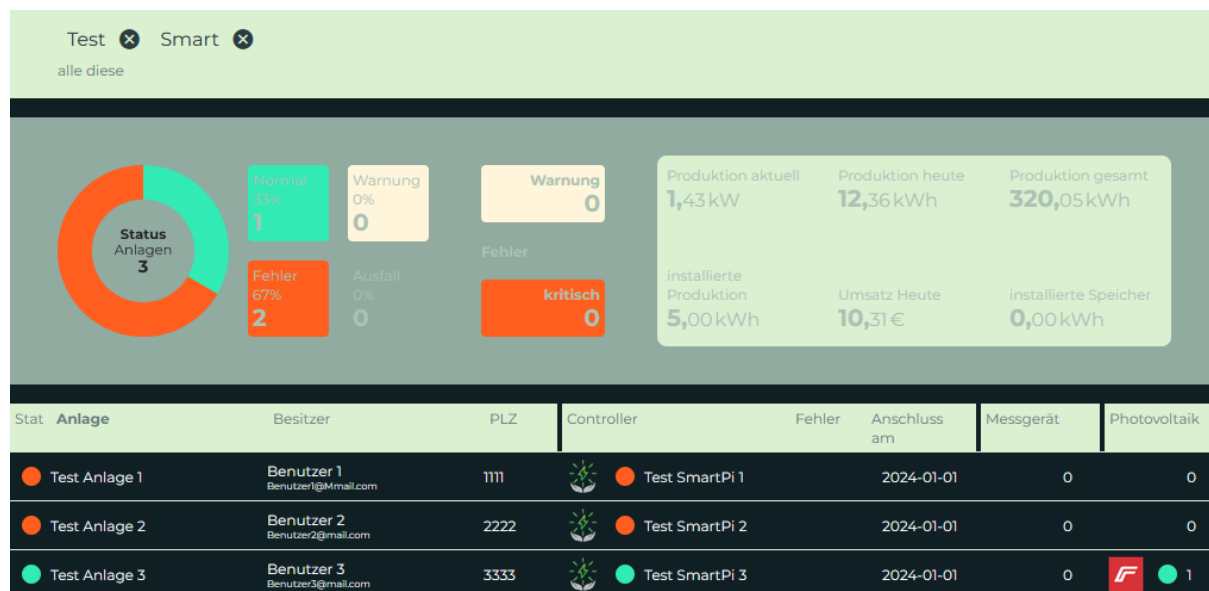 Test Smart
alle diese
Status
Anlagen
3
Normal
33%
1
Warnung
0%
0
Fehler
67%
2
Ausfall
0%
0
Warnung
0
Fehler
kritisch
0
Produktion aktuell
1,43 kW
Produktion heute
12,36 kWh
Produktion gesamt
320,05 kWh
installierte
Produktion
5,00 kWh
Umsatz Heute
10,31 €
installierte Speicher
0,00 kWh
Stat Anlage Besitzer PLZ Controller Fehler Anschluss am Messgerät Photovoltaik
Test Anlage 1 Benutzer 1 1111 Test SmartPi 1 2024-01-01 0 0
Benutzer1@Mmail.com
Test Anlage 2 Benutzer 2 2222 Test SmartPi 2 2024-01-01 0 0
Benutzer2@mail.com
Test Anlage 3 Benutzer 3 3333 Test SmartPi 3 2024-01-01 0 1
Benutzer3@mail.com